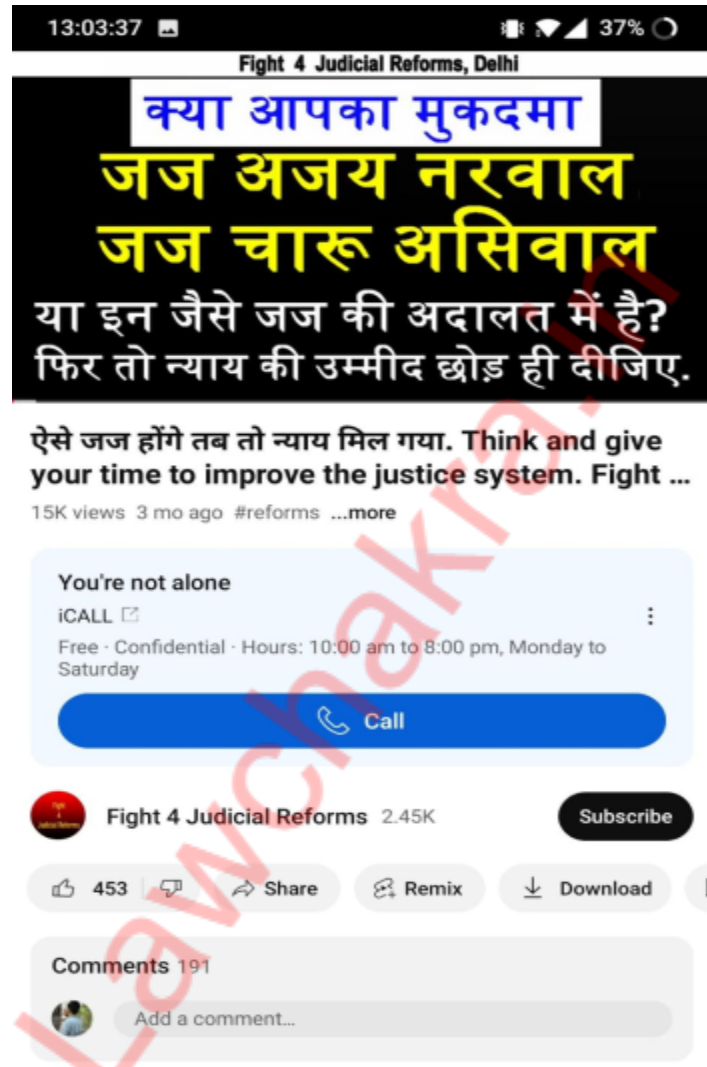 13:03:37 37%
Fight 4 Judicial Reforms, Delhi
क्या आपका मुकदमा
जज अजय नरवाल
जज चारू असिवाल
या इन जैसे जज की अदालत में है?
फिर तो न्याय की उम्मीद छोड़ ही दीजिए.
ऐसे जज होंगे तब तो न्याय मिल गया. Think and give
your time to improve the justice system. Fight ...
15K views 3 mo ago #reforms ...more
You're not alone
iCALL
Free · Confidential · Hours: 10:00 am to 8:00 pm, Monday to
Saturday
Call
Fight 4 Judicial Reforms 2.45K Subscribe
453 Share Remix Download
Comments 191
Add a comment...
Lawchakra.in